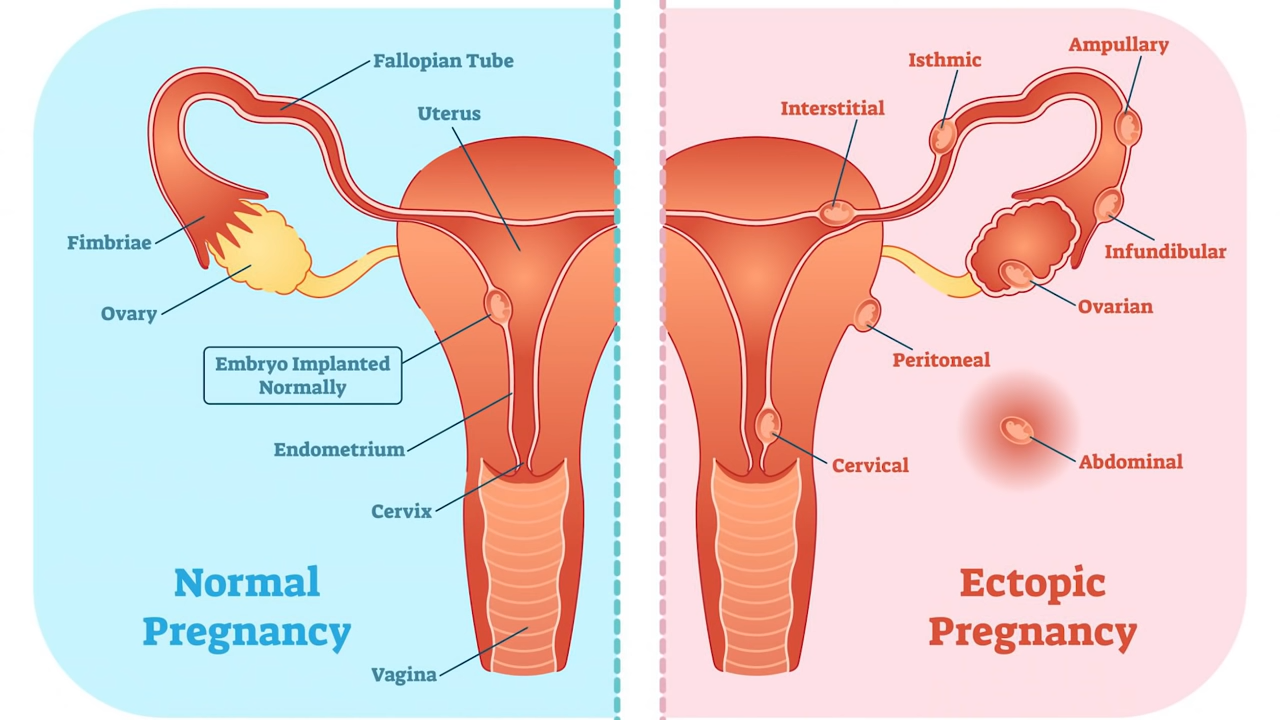 Fallopian Tube
Uterus
Fimbriae
Ovary
Embryo Implanted
Normally
Endometrium
Cervix
Normal
Pregnancy
Vagina
Ampullary
Isthmic
Interstitial
Infundibular
Ovarian
Peritoneal
Cervical
Abdominal
Ectopic
Pregnancy